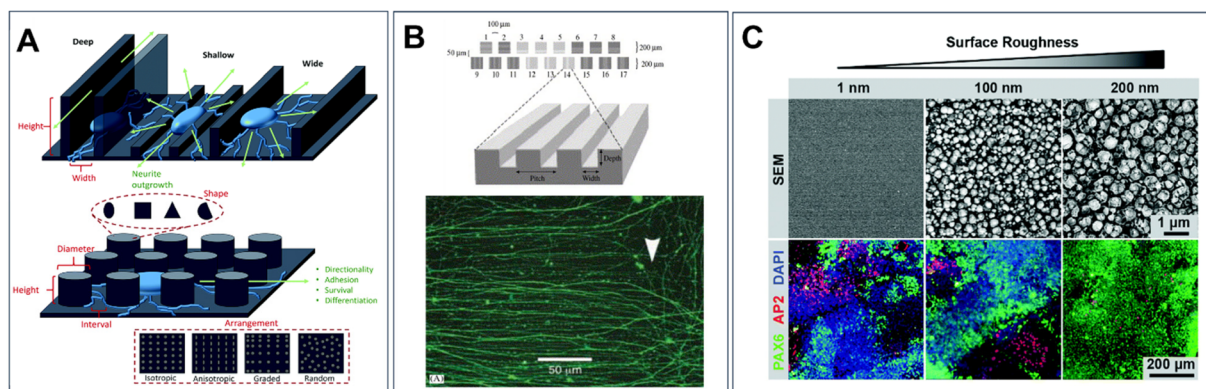 A
Deep
Shallow
Wide
Height
Width
Neurite
outgrowth
Shape
Diameter
Height
Interval
• Directionality
• Adhesion
• Survival
• Differentiation
Arrangement
Isotropic
Anisotropic
Graded
Random
B
100 µm
1 2 3 4 5 6 7 8
50 µm
200 µm
200 µm
9 10 11 12 13 14 15 16 17
Depth
Pitch
Width
50 µm
(A)
C
Surface Roughness
1 nm
100 nm
200 nm
SEM
1 µm
PAX6 AP2 DAPI
200 µm